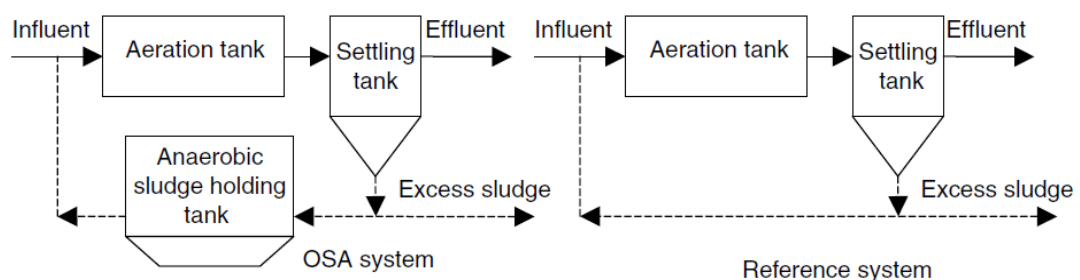 Influent
Aeration tank
Settling
tank
Effluent
Anaerobic
sludge holding
tank
Excess sludge
OSA system
Influent
Aeration tank
Settling
tank
Effluent
Excess sludge
Reference system